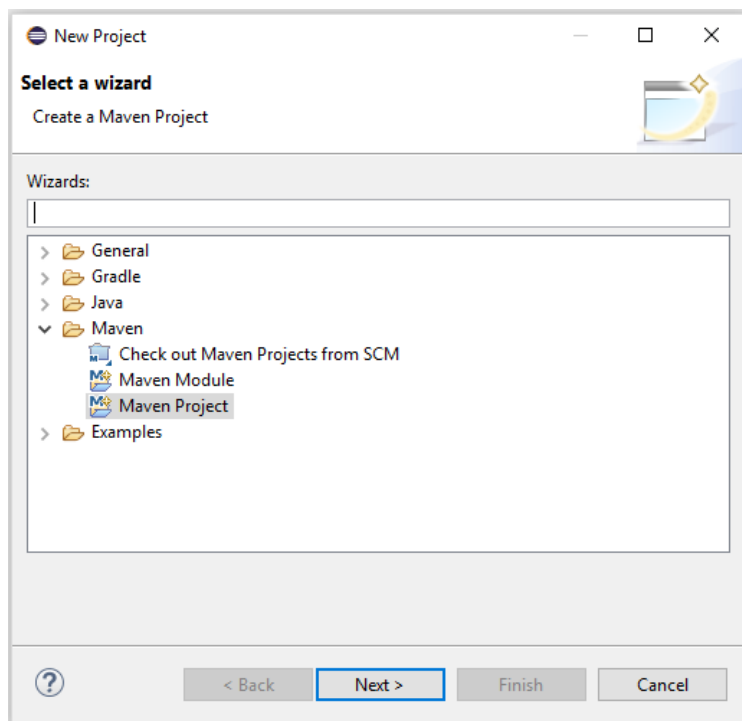 New Project
Select a wizard
Create a Maven Project
Wizards:
General
Gradle
Java
Maven
Check out Maven Projects from SCM
Maven Module
Maven Project
Examples
?
< Back Next > Finish Cancel